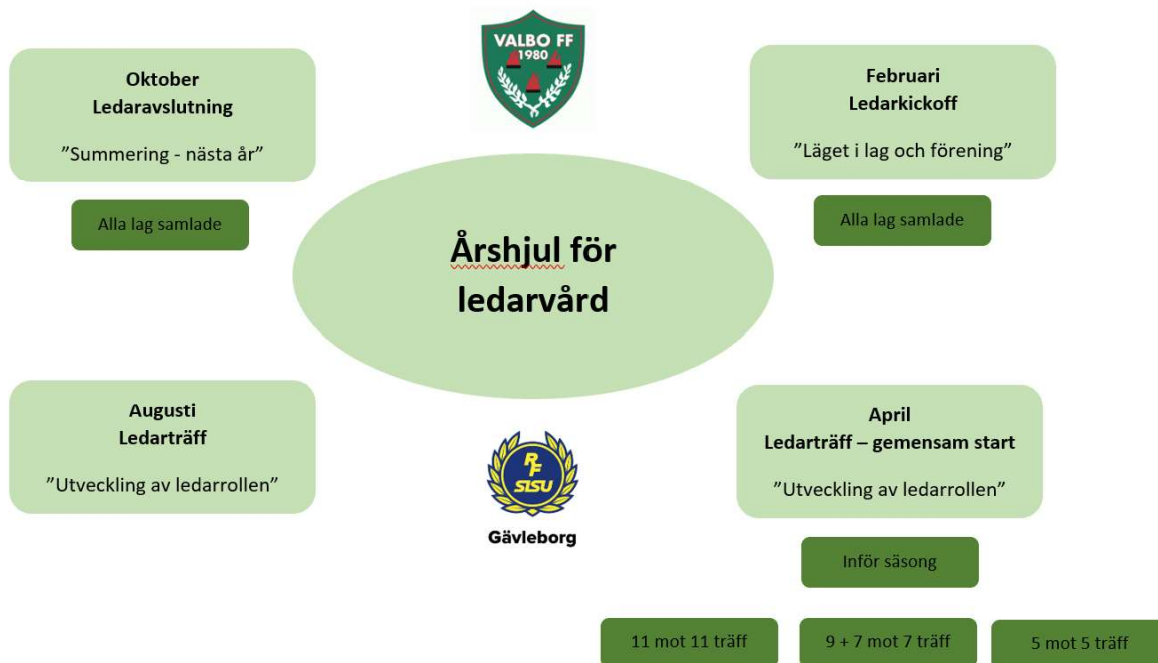 VALBO FF
1980
Oktober
Ledaravslutning
”Summering - nästa år”
Alla lag samlade
Februari
Ledarkickoff
”Läget i lag och förening”
Alla lag samlade
Årshjul för
ledarvård
Augusti
Ledarträff
”Utveckling av ledarrollen”
RF
SISU
Gävleborg
April
Ledarträff – gemensam start
”Utveckling av ledarrollen”
Inför säsong
11 mot 11 träff
9 + 7 mot 7 träff
5 mot 5 träff